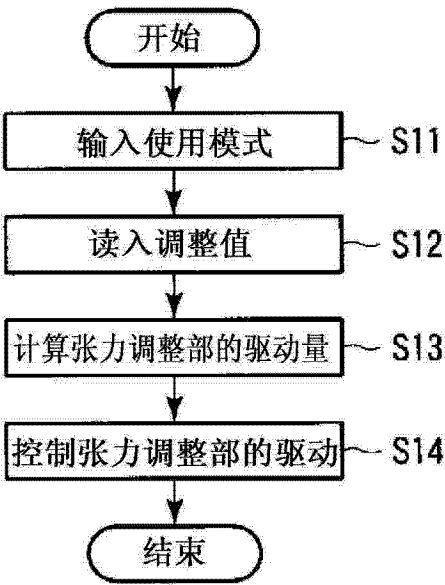 开始
输入使用模式 S11
读入调整值 S12
计算张力调整部的驱动量 S13
控制张力调整部的驱动 S14
结束